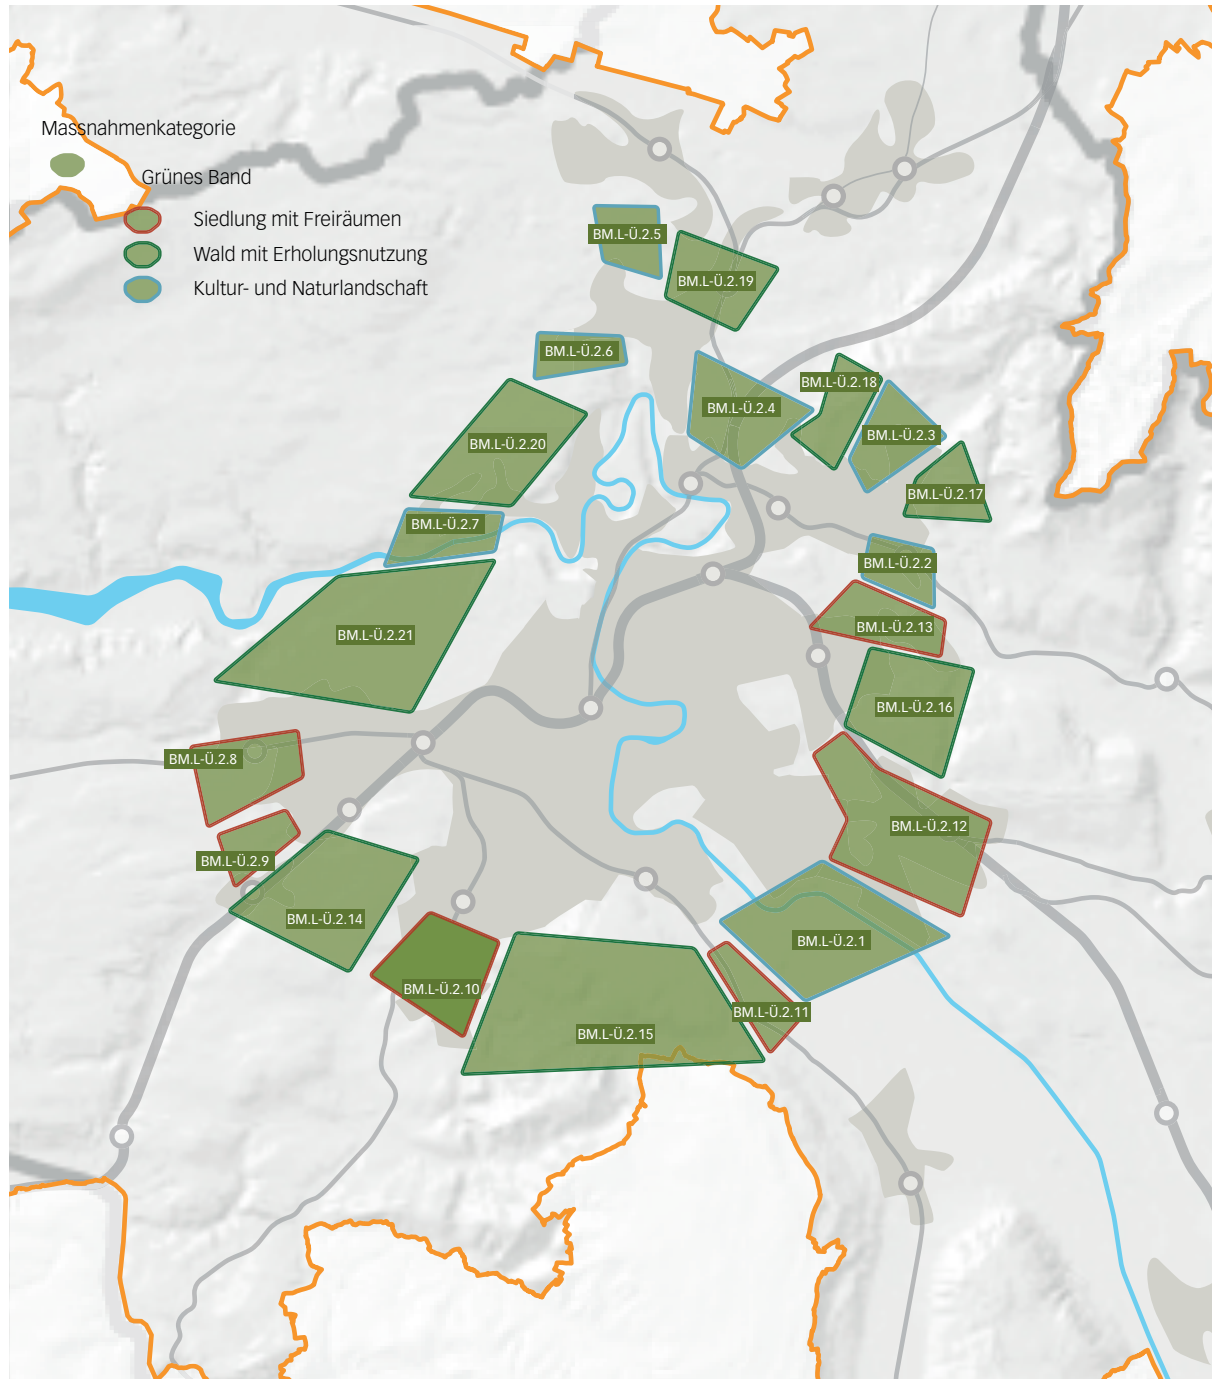 Massnahmenkategorie
Grünes Band
Siedlung mit Freiräumen
Wald mit Erholungsnutzung
Kultur- und Naturlandschaft
BM.L-Ü.2.5
BM.L-Ü.2.19
BM.L-Ü.2.6
BM.L-Ü.2.18
BM.L-Ü.2.4
BM.L-Ü.2.3
BM.L-Ü.2.20
BM.L-Ü.2.17
BM.L-Ü.2.7
BM.L-Ü.2.2
BM.L-Ü.2.13
BM.L-Ü.2.21
BM.L-Ü.2.16
BM.L-Ü.2.8
BM.L-Ü.2.12
BM.L-Ü.2.9
BM.L-Ü.2.14
BM.L-Ü.2.1
BM.L-Ü.2.10
BM.L-Ü.2.11
BM.L-Ü.2.15